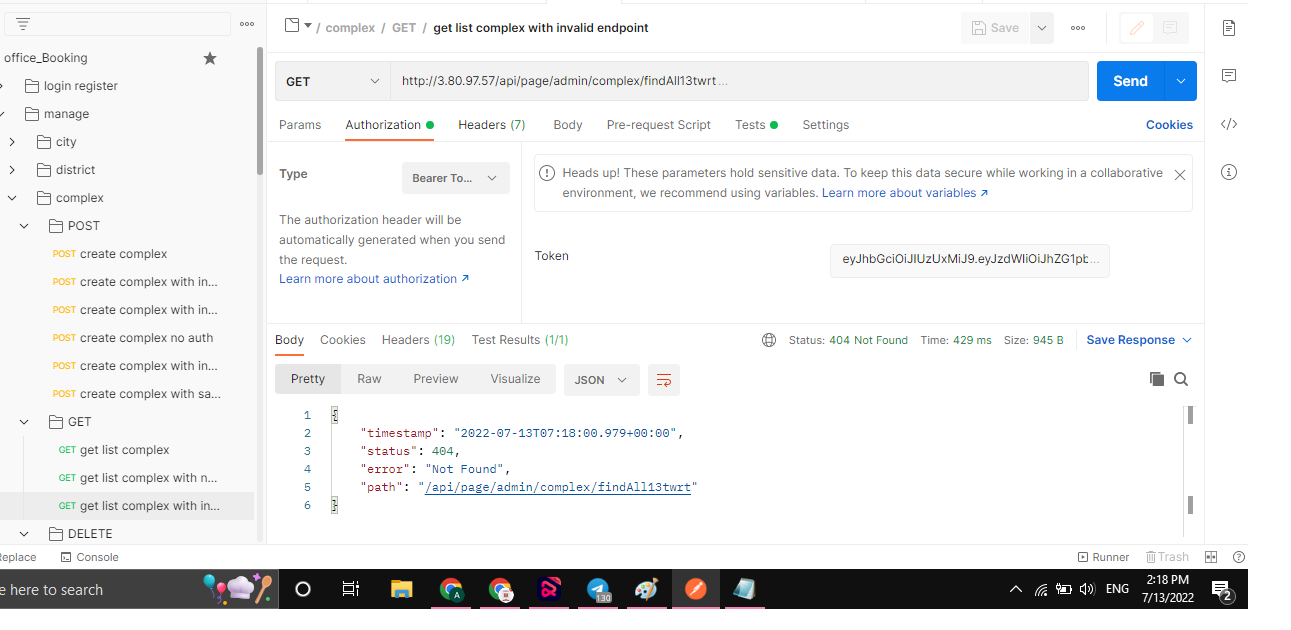 / complex / GET / get list complex with invalid endpoint
Save
office_Booking
login register
manage
city
district
complex
POST
POST create complex
POST create complex with in...
POST create complex with in...
POST create complex no auth
POST create complex with in...
POST create complex with sa...
GET
GET get list complex
GET get list complex with n...
GET get list complex with in...
DELETE
GET
http://3.80.97.57/api/page/admin/complex/findAll13twrt ...
Send
Params Authorization Headers (7) Body Pre-request Script Tests Settings Cookies
Type
Bearer To...
The authorization header will be
automatically generated when you send
the request.
Learn more about authorization ↗
Heads up! These parameters hold sensitive data. To keep this data secure while working in a collaborative
environment, we recommend using variables. Learn more about variables ↗
Token
eyJhbGciOiJIUzUxMiJ9.eyJzdWIiOiJhZG1pb...
Body Cookies Headers (19) Test Results (1/1)
Status: 404 Not Found Time: 429 ms Size: 945 B Save Response
Pretty Raw Preview Visualize JSON
1 {
2 "timestamp": "2022-07-13T07:18:00.979+00:00",
3 "status": 404,
4 "error": "Not Found",
5 "path": "/api/page/admin/complex/findAll13twrt"
6 }
eplace Console
Runner Trash
e here to search
A
130
ENG
2:18 PM
7/13/2022
2